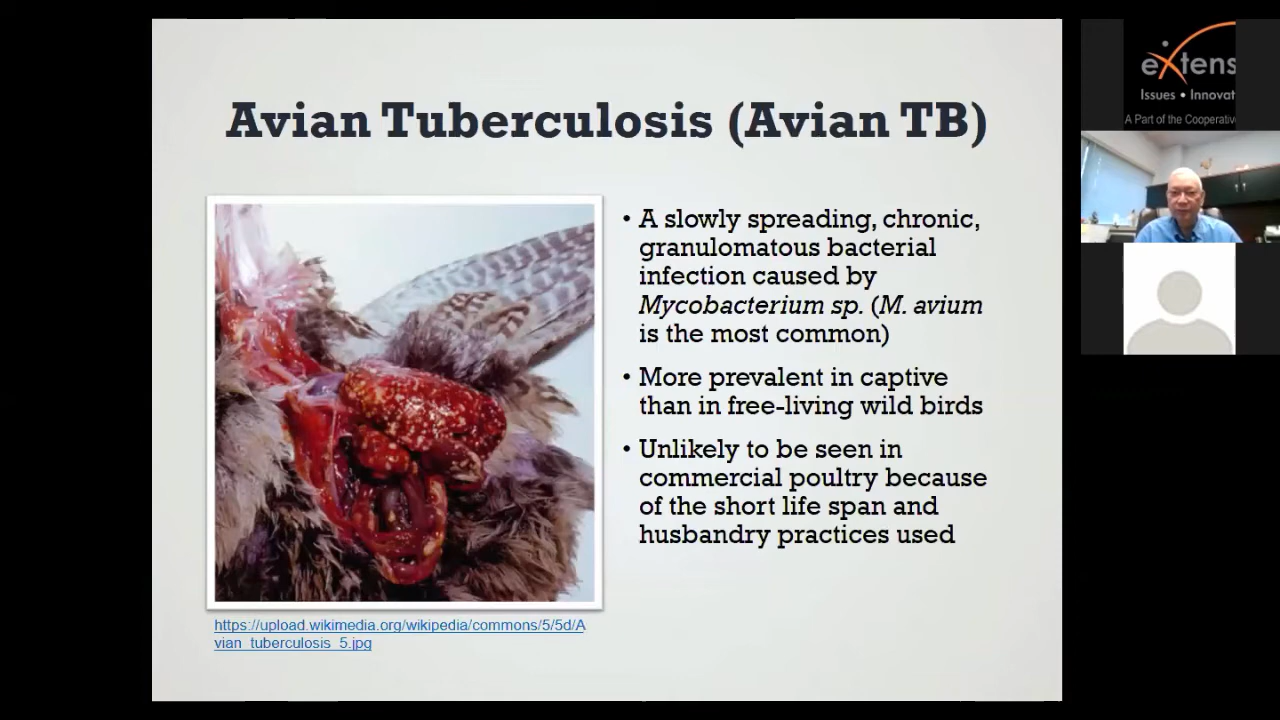 Avian Tuberculosis (Avian TB)
• A slowly spreading, chronic,
granulomatous bacterial
infection caused by
Mycobacterium sp. (M. avium
is the most common)
• More prevalent in captive
than in free-living wild birds
• Unlikely to be seen in
commercial poultry because
of the short life span and
husbandry practices used
https://upload.wikimedia.org/wikipedia/commons/5/5d/A
vian_tuberculosis_5.jpg
eXtens
Issues • Innovat
A Part of the Cooperativ